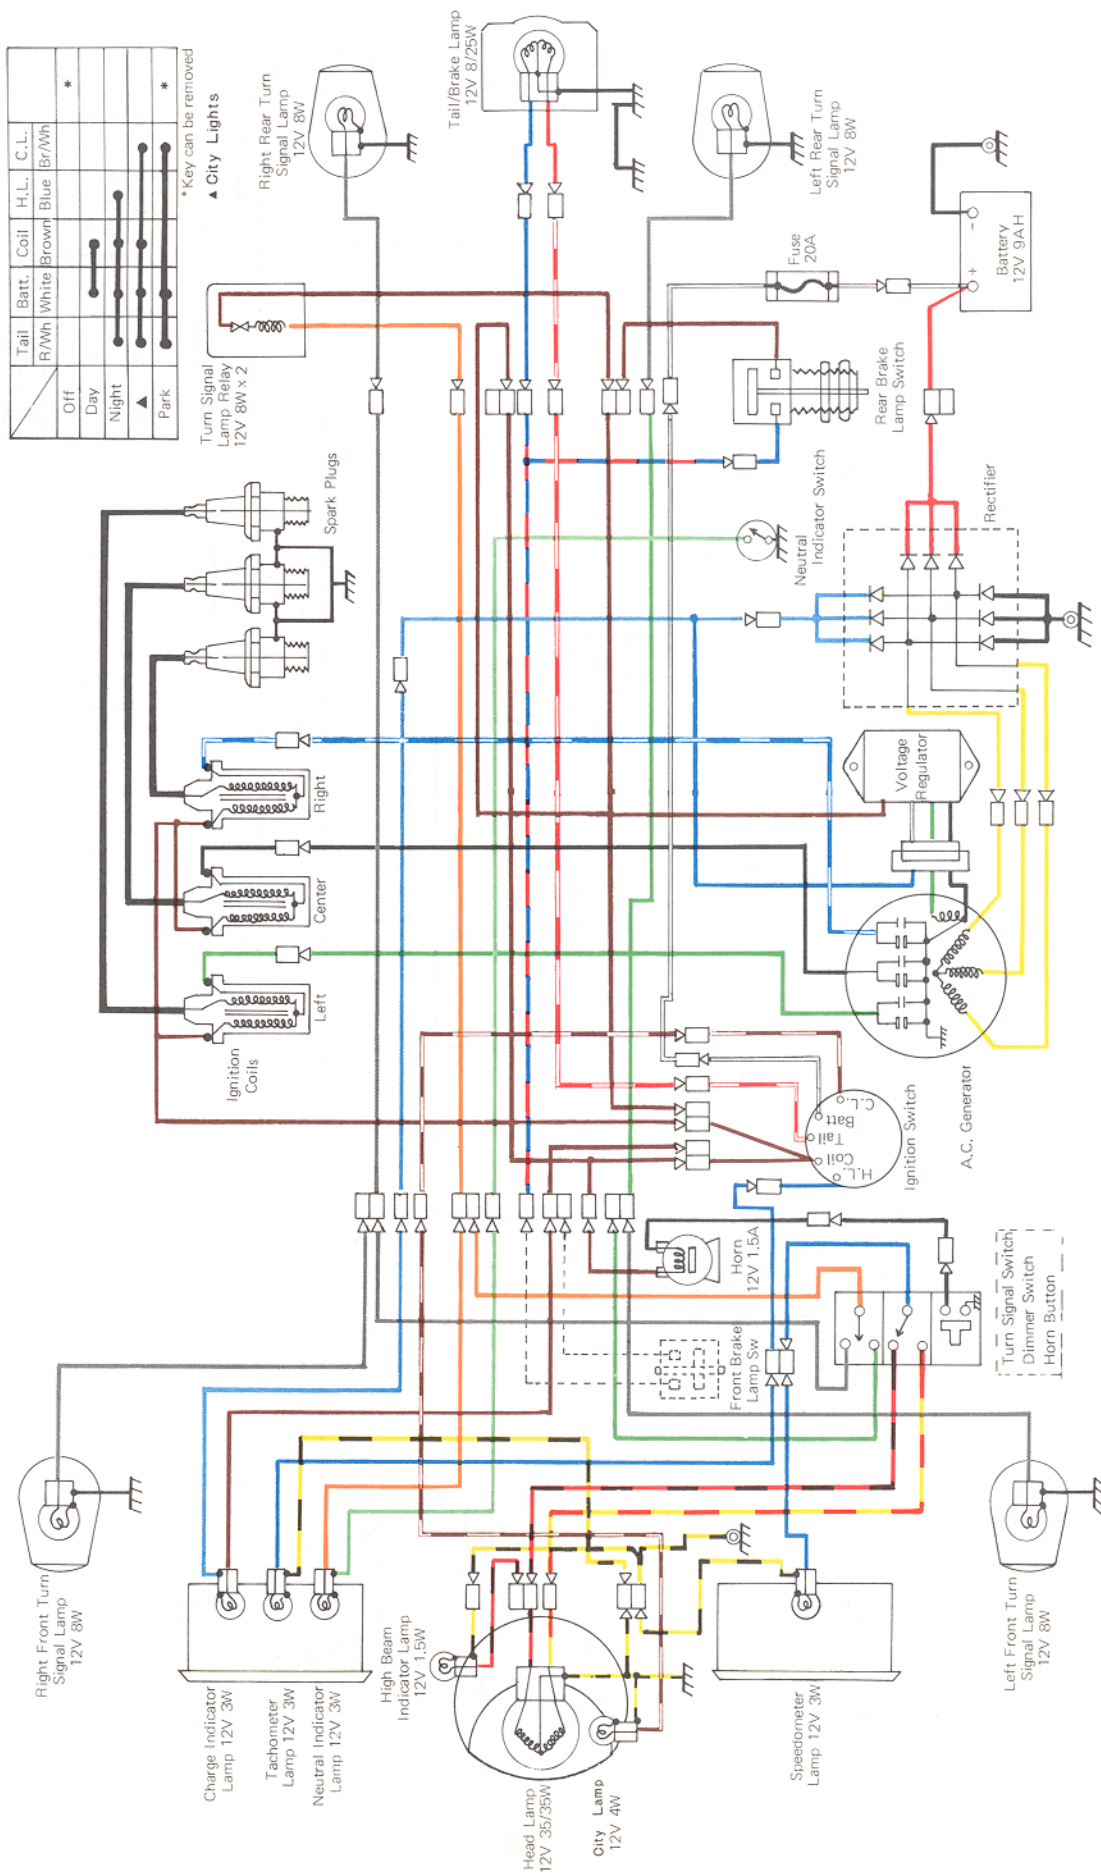 Tail Batt. Coil H.L. C.L.
R/Wh White Brown Blue Br/Wh
Off *
Day
Night
▲
Park *
* Key can be removed
▲ City Lights
Turn Signal
Lamp Relay
12V 8W x 2
Right Rear Turn
Signal Lamp
12V 8W
Tail/Brake Lamp
12V 8/25W
Left Rear Turn
Signal Lamp
12V 8W
Spark Plugs
Fuse
20A
+
-
Battery
12V 9AH
Rear Brake
Lamp Switch
Neutral
Indicator Switch
Rectifier
Voltage
Regulator
Right
Center
Left
Ignition
Coils
C.L.
Batt
Tail
Coil
H.L.
Ignition Switch
A.C. Generator
Horn
12V 1.5A
Front Brake
Lamp Sw.
Turn Signal Switch
Dimmer Switch
Horn Button
Right Front Turn
Signal Lamp
12V 8W
Charge Indicator
Lamp 12V 3W
Tachometer
Lamp 12V 3W
Neutral Indicator
Lamp 12V 3W
High Beam
Indicator Lamp
12V 1.5W
Head Lamp
12V 35/35W
City Lamp
12V 4W
Speedometer
Lamp 12V 3W
Left Front Turn
Signal Lamp
12V 8W